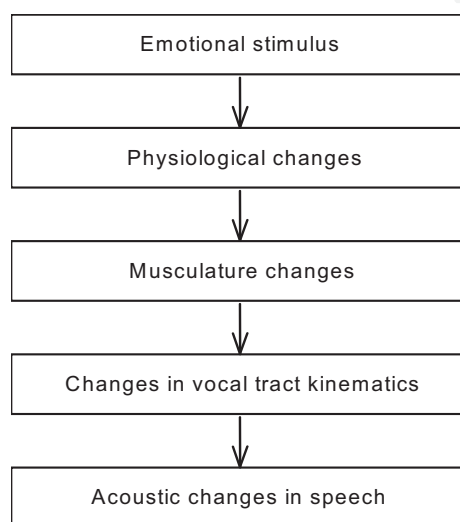 Emotional stimulus
Physiological changes
Musculature changes
Changes in vocal tract kinematics
Acoustic changes in speech